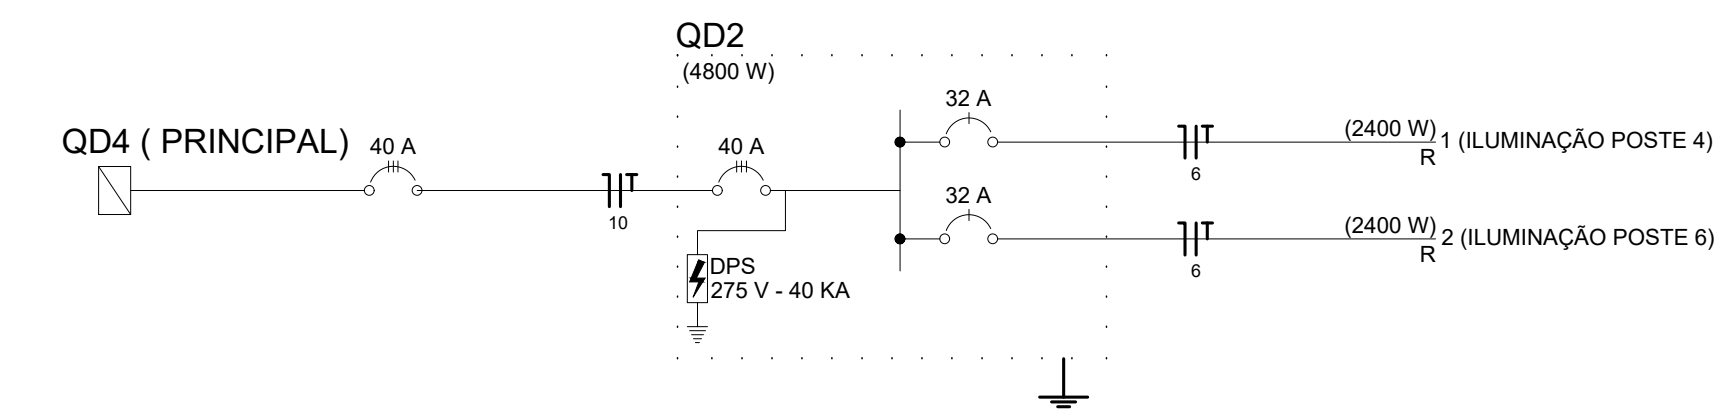 QD2
(4800 W)
QD4 ( PRINCIPAL)
40 A
10
40 A
DPS
275 V - 40 KA
32 A
6
(2400 W)
R
1 (ILUMINAÇÃO POSTE 4)
32 A
6
(2400 W)
R
2 (ILUMINAÇÃO POSTE 6)